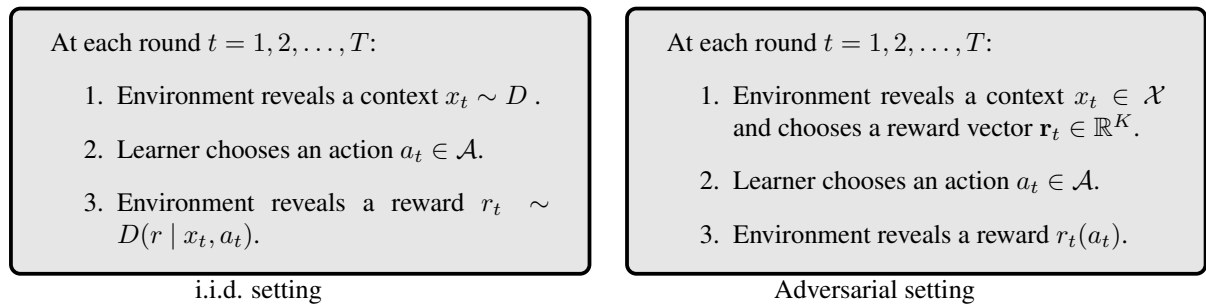 At each round t = 1, 2, . . . , T:
1. Environment reveals a context x_t ∼ D .
2. Learner chooses an action a_t ∈ 𝒜.
3. Environment reveals a reward r_t ∼
D(r | x_t, a_t).
i.i.d. setting
At each round t = 1, 2, . . . , T:
1. Environment reveals a context x_t ∈ 𝒳
and chooses a reward vector 𝐫_t ∈ ℝ^K.
2. Learner chooses an action a_t ∈ 𝒜.
3. Environment reveals a reward r_t(a_t).
Adversarial setting